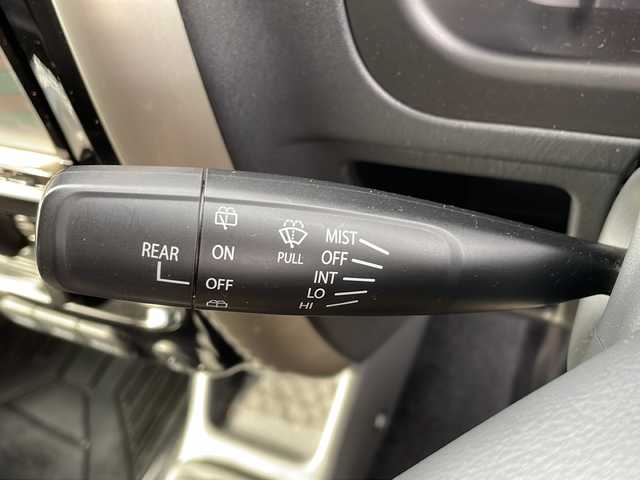 REAR
ON
OFF
PULL
MIST
OFF
INT
LO
HI